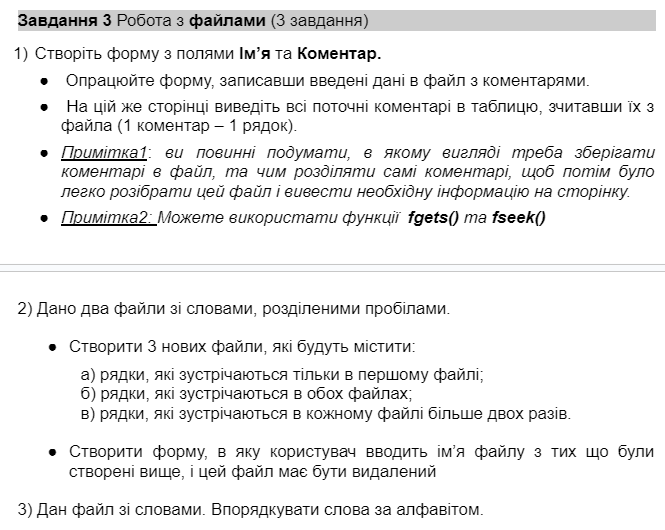 Завдання 3 Робота з файлами (3 завдання)
1) Створіть форму з полями Ім’я та Коментар.
● Опрацюйте форму, записавши введені дані в файл з коментарями.
● На цій же сторінці виведіть всі поточні коментарі в таблицю, зчитавши їх з
файла (1 коментар – 1 рядок).
● Примітка1: ви повинні подумати, в якому вигляді треба зберігати
коментарі в файл, та чим розділяти самі коментарі, щоб потім було
легко розібрати цей файл і вивести необхідну інформацію на сторінку.
● Примітка2: Можете використати функції fgets() та fseek()
2) Дано два файли зі словами, розділеними пробілами.
● Створити 3 нових файли, які будуть містити:
а) рядки, які зустрічаються тільки в першому файлі;
б) рядки, які зустрічаються в обох файлах;
в) рядки, які зустрічаються в кожному файлі більше двох разів.
● Створити форму, в яку користувач вводить ім’я файлу з тих що були
створені вище, і цей файл має бути видалений
3) Дан файл зі словами. Впорядкувати слова за алфавітом.